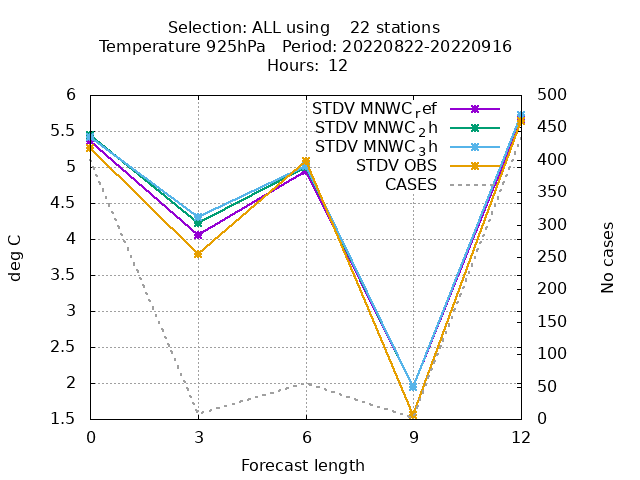 Selection: ALL using    22 stations
Temperature 925hPa   Period: 20220822-20220916
Hours:  12
STDV MNWC_ref
STDV MNWC_2h
STDV MNWC_3h
STDV OBS
CASES
6
5.5
5
4.5
4
3.5
3
2.5
2
1.5
500
450
400
350
300
250
200
150
100
50
0
deg C
No cases
0 3 6 9 12
Forecast length